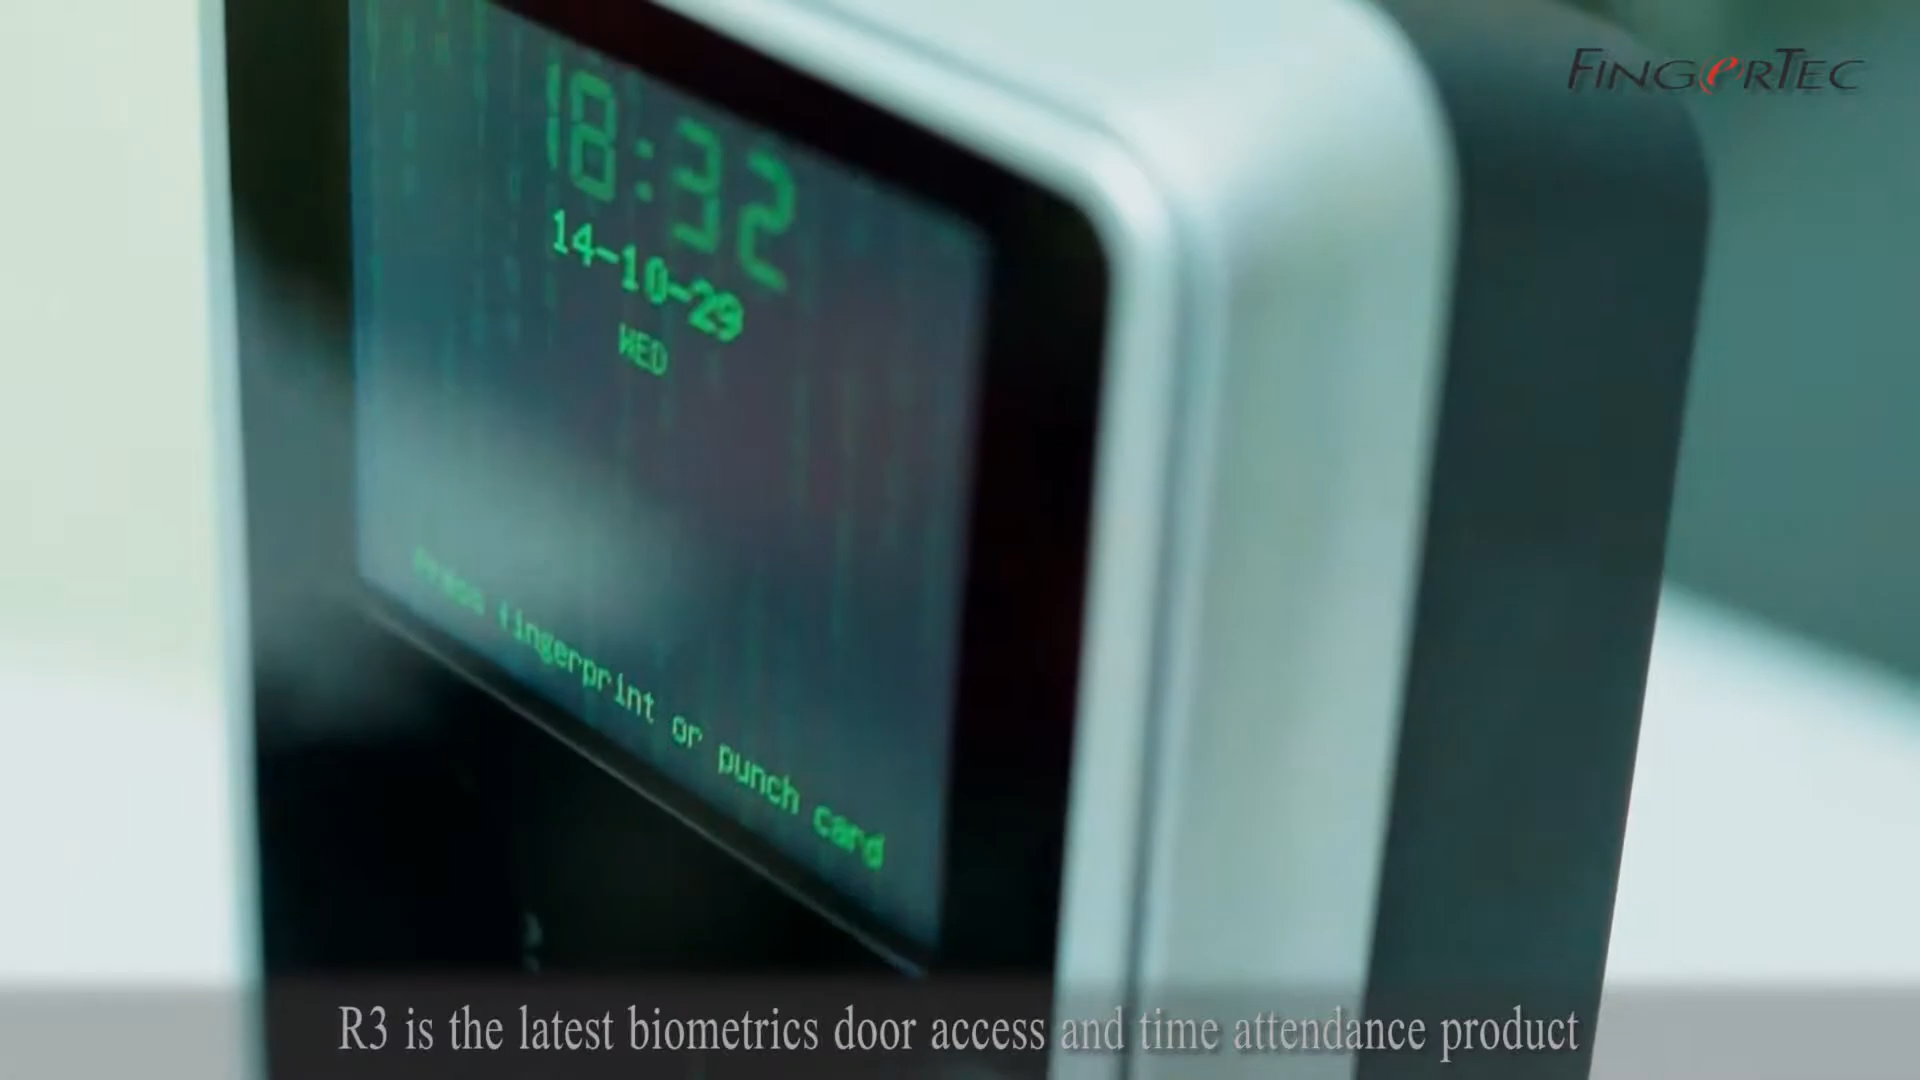 FingerTec
18:32
14-10-29
WED
Press fingerprint or punch card
R3 is the latest biometrics door access and time attendance product